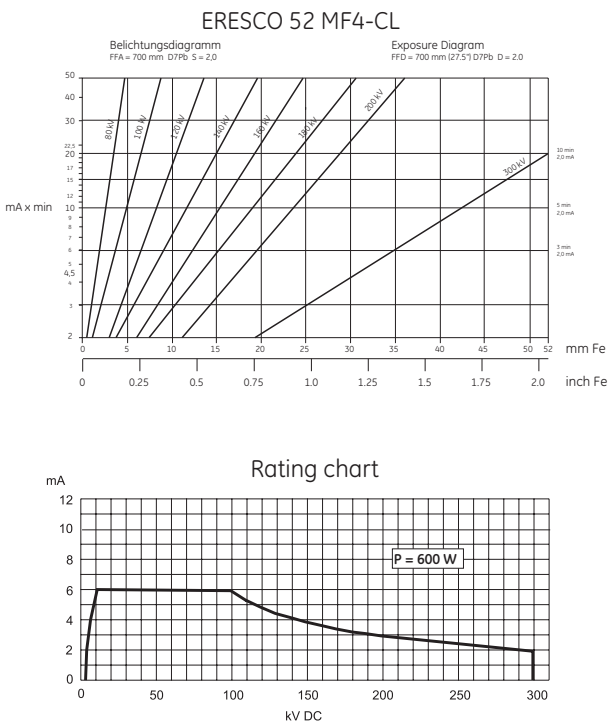 ERESCO 52 MF4-CL
Belichtungsdiagramm
FFA = 700 mm D7Pb S = 2,0
Exposure Diagram
FFD = 700 mm (27.5") D7Pb D = 2.0
50
40
30
22.5
20
17
15
mA x min
10
9
8
7
6
5
4,5
4
3
2
80 kV
100 kV
120 kV
140 kV
160 kV
180 kV
200 kV
300 kV
10 min
2,0 mA
5 min
2,0 mA
3 min
2,0 mA
0 5 10 15 20 25 30 35 40 45 50 52 mm Fe
0 0.25 0.5 0.75 1.0 1.25 1.5 1.75 2.0 inch Fe
Rating chart
mA
12
10
8
6
4
2
0
P = 600 W
0 50 100 150 200 250 300
kV DC